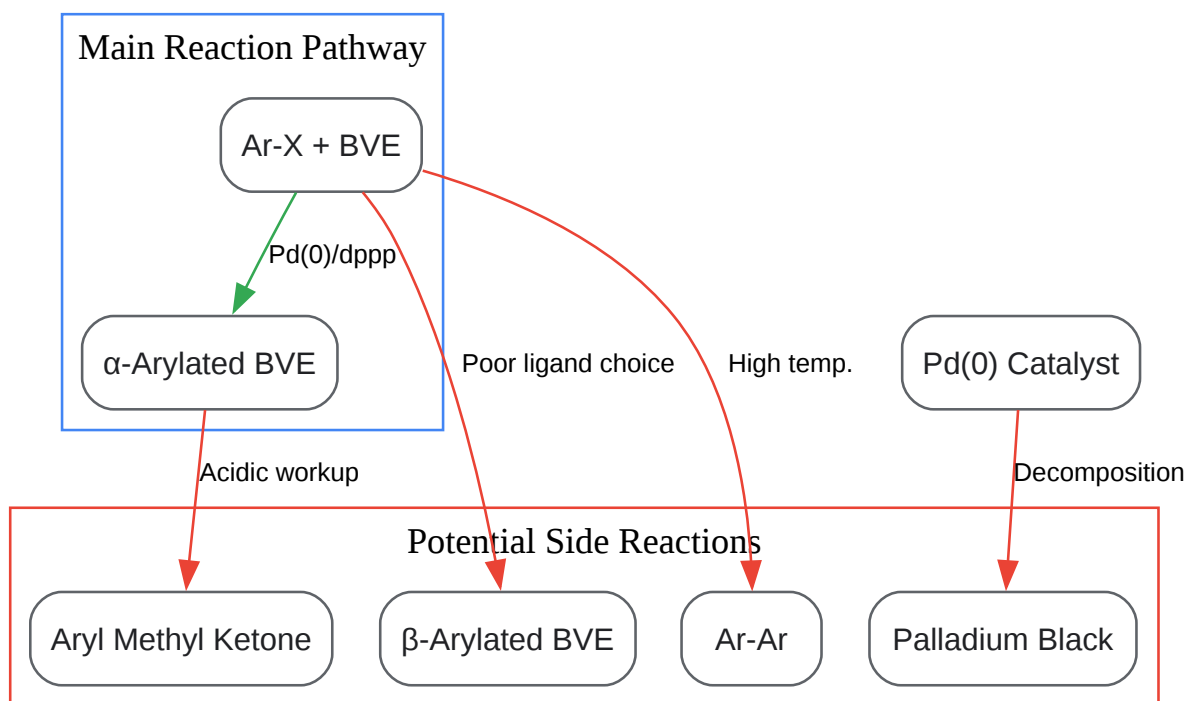 Main Reaction Pathway
Ar-X + BVE
Pd(0)/dppp
α-Arylated BVE
Poor ligand choice
High temp.
Pd(0) Catalyst
Acidic workup
Decomposition
Potential Side Reactions
Aryl Methyl Ketone
β-Arylated BVE
Ar-Ar
Palladium Black